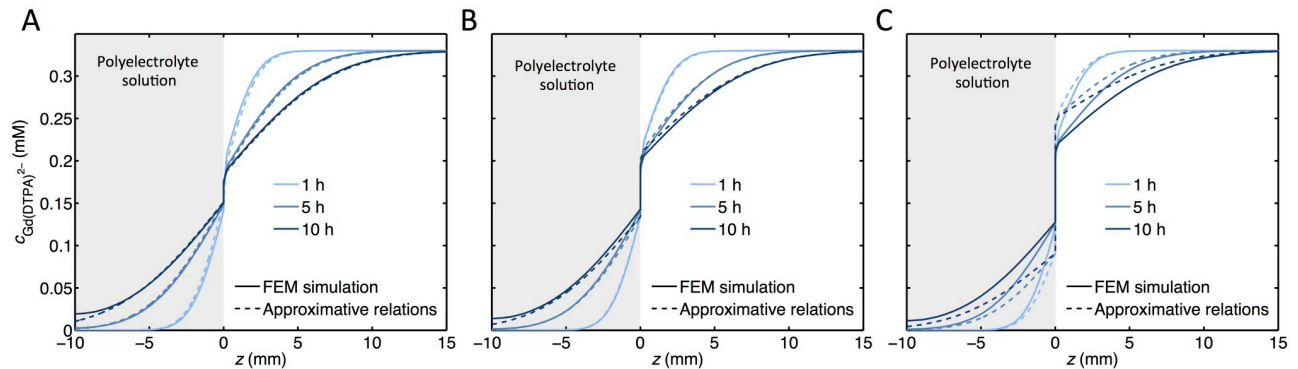 A
B
C
Polyelectrolyte
solution
Polyelectrolyte
solution
Polyelectrolyte
solution
c_Gd(DTPA)²⁻ (mM)
0.3
0.25
0.2
0.15
0.1
0.05
0
1 h
5 h
10 h
FEM simulation
Approximative relations
1 h
5 h
10 h
FEM simulation
Approximative relations
1 h
5 h
10 h
FEM simulation
Approximative relations
−10 −5 0 5 10 15
−10 −5 0 5 10 15
−10 −5 0 5 10 15
z (mm)
z (mm)
z (mm)